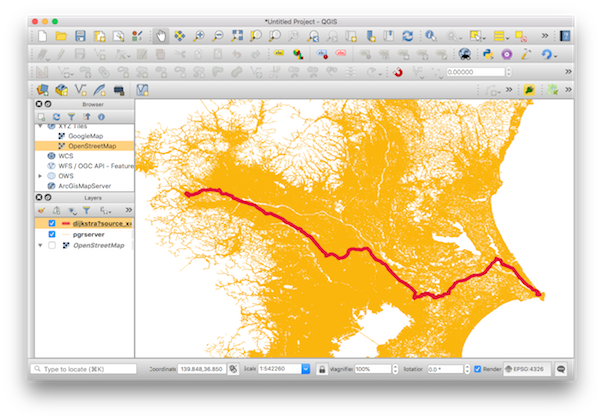 *Untitled Project - QGIS
abc
0.00000
Browser
XYZ Tiles
GoogleMap
OpenStreetMap
WCS
WFS / OGC API - Feature
OWS
ArcGisMapServer
Layers
dijkstra?source_x
pgrserver
OpenStreetMap
Type to locate (⌘K)
Coordinate 139.848,36.850
Scale 1:542260
Magnifier 100%
Rotation 0.0 °
Render
EPSG:4326